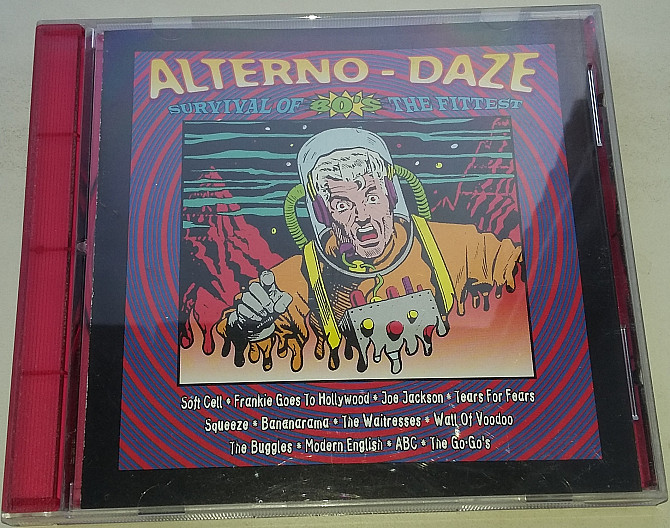 ALTERNO - DAZE
SURVIVAL OF 80'S THE FITTEST
Soft Cell * Frankie Goes To Hollywood * Joe Jackson * Tears For Fears
Squeeze * Bananarama * The Waitresses * Wall Of Voodoo
The Buggles * Modern English * ABC * The Go-Go's